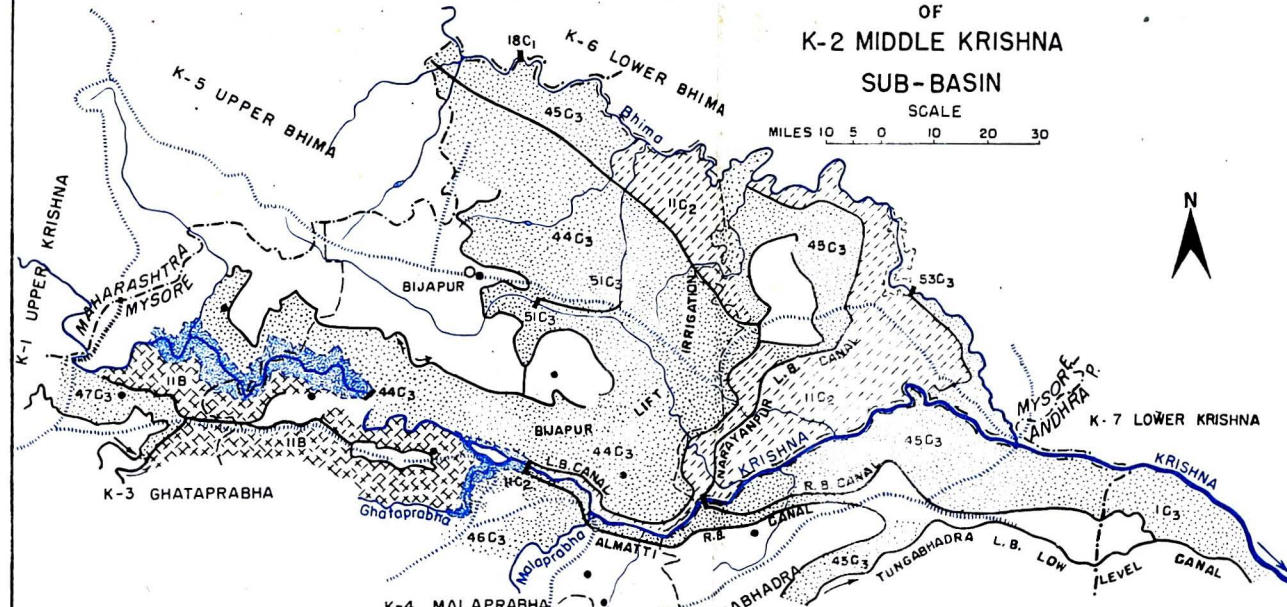 OF
K-2 MIDDLE KRISHNA
SUB-BASIN
SCALE
MILES 10 5 0 10 20 30
N
18C1
K-6 LOWER BHIMA
K-5 UPPER BHIMA
45C3
Bhima
K-1 UPPER KRISHNA
MAHARASHTRA
MYSORE
11C2
44C3
45C3
BIJAPUR
51C3
51C3
IRRIGATION
53C3
47C3
11B
44C3
LIFT
NARAYANPUR L.B. CANAL
11C2
MYSORE
ANDHRA P.
K-7 LOWER KRISHNA
11B
BIJAPUR
44C3
KRISHNA
45C3
KRISHNA
K-3 GHATAPRABHA
L.B. CANAL
11C2
R.B. CANAL
Ghataprabha
1C3
46C3
Malaprabha
ALMATTI R.B. CANAL
45C3
TUNGABHADRA L.B. LOW LEVEL CANAL
ABHADRA
K-4 MALAPRABHA